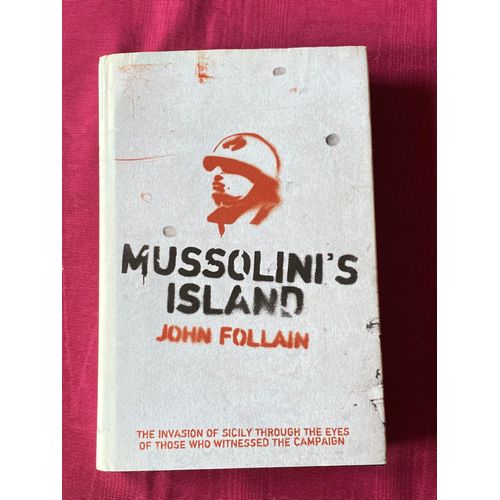 MUSSOLINI'S
ISLAND
JOHN FOLLAIN
THE INVASION OF SICILY THROUGH THE EYES
OF THOSE WHO WITNESSED THE CAMPAIGN